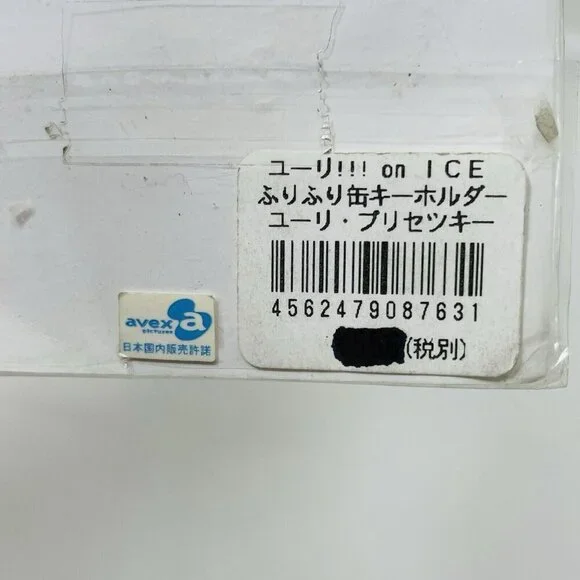 ユーリ!!! on ICE
ふりふり缶キーホルダー
ユーリ・プリセツキー
4562479087631
(税別)
avex
pictures
日本国内販売許諾